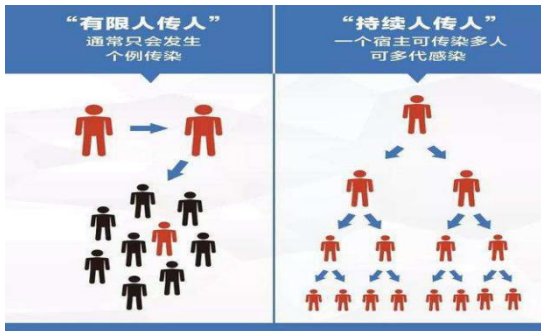 “有限人传人”
通常只会发生
个例传染
“持续人传人”
一个宿主可传染多人
可多代感染